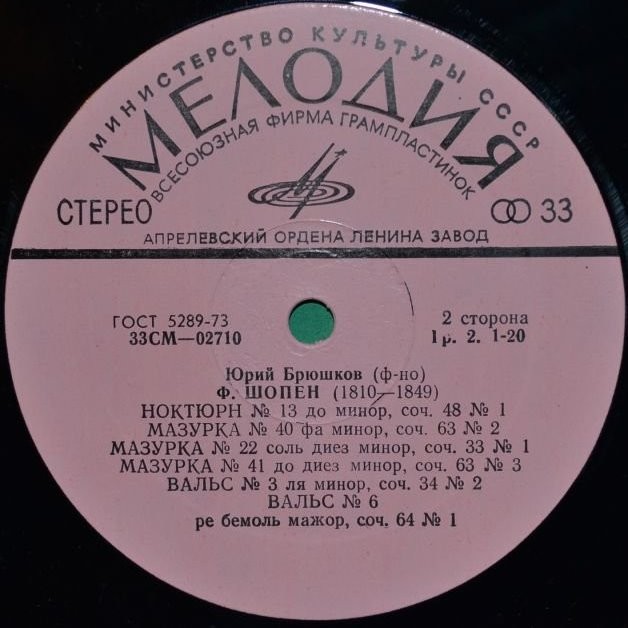 МИНИСТЕРСТВО КУЛЬТУРЫ СССР
МЕЛОДИЯ
ВСЕСОЮЗНАЯ ФИРМА ГРАМПЛАСТИНОК
СТЕРЕО 33
АПРЕЛЕВСКИЙ ОРДЕНА ЛЕНИНА ЗАВОД
ГОСТ 5289-73 2 сторона
33СМ—02710 1р. 2. 1-20
Юрий Брюшков (ф-но)
Ф. ШОПЕН (1810—1849)
НОКТЮРН № 13 до минор, соч. 48 № 1
МАЗУРКА № 40 фа минор, соч. 63 № 2
МАЗУРКА № 22 соль диез минор, соч. 33 № 1
МАЗУРКА № 41 до диез минор, соч. 63 № 3
ВАЛЬС № 3 ля минор, соч. 34 № 2
ВАЛЬС № 6
ре бемоль мажор, соч. 64 № 1